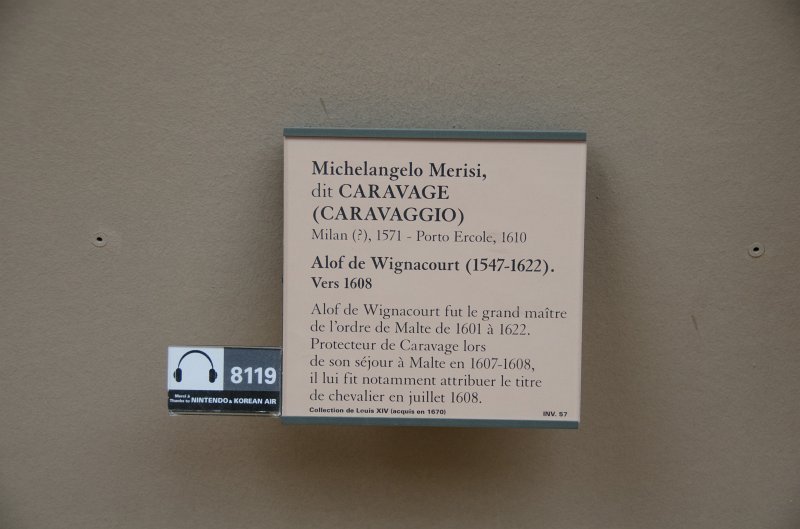 Michelangelo Merisi,
dit CARAVAGE
(CARAVAGGIO)
Milan (?), 1571 - Porto Ercole, 1610
Alof de Wignacourt (1547-1622).
Vers 1608
Alof de Wignacourt fut le grand maître
de l'ordre de Malte de 1601 à 1622.
Protecteur de Caravage lors
de son séjour à Malte en 1607-1608,
il lui fit notamment attribuer le titre
de chevalier en juillet 1608.
Collection de Louis XIV (acquis en 1670) INV. 57
8119
Merci à
Thanks to NINTENDO & KOREAN AIR